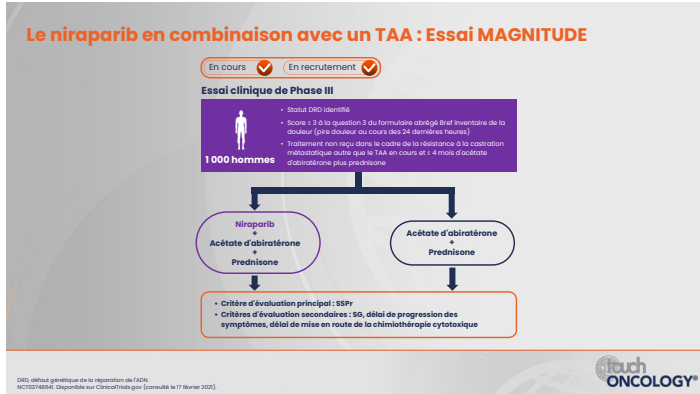 Le niraparib en combinaison avec un TAA : Essai MAGNITUDE
En cours
En recrutement
Essai clinique de Phase III
1 000 hommes
• Statut DRD identifié
• Score ≤ 3 à la question 3 du formulaire abrégé Bref inventaire de la
douleur (pire douleur au cours des 24 dernières heures)
• Traitement non reçu dans le cadre de la résistance à la castration
métastatique autre que le TAA en cours et ≤ 4 mois d'acétate
d'abiratérone plus prednisone
Niraparib
+
Acétate d'abiratérone
+
Prednisone
Acétate d'abiratérone
+
Prednisone
• Critère d'évaluation principal : SSPr
• Critères d'évaluation secondaires : SG, délai de progression des
symptômes, délai de mise en route de la chimiothérapie cytotoxique
DRD, défaut génétique de la réparation de l'ADN.
NCT03748641. Disponible sur ClinicalTrials.gov (consulté le 17 février 2021).
touch
ONCOLOGY®